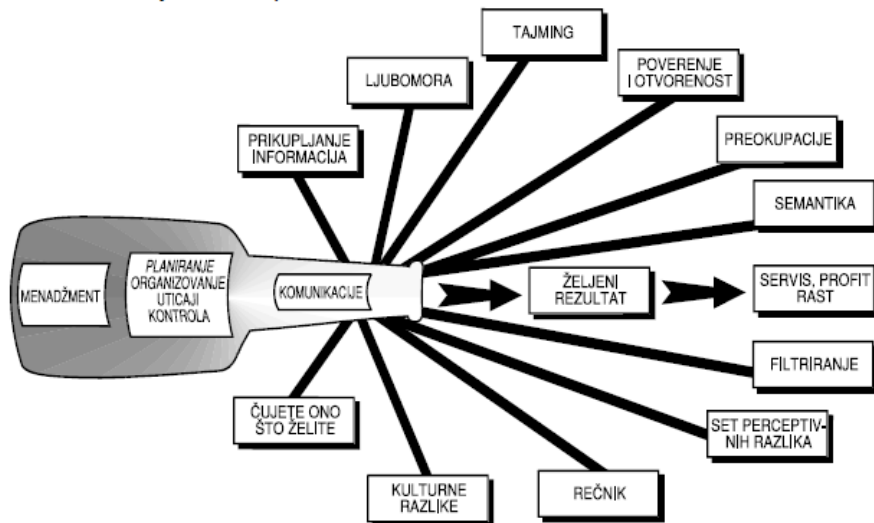 TAJMING
LJUBOMORA
POVERENJE
I OTVORENOST
PRIKUPLJANJE
INFORMACIJA
PREOKUPACIJE
SEMANTIKA
MENADŽMENT
PLANIRANJE
ORGANIZOVANJE
UTICAJI
KONTROLA
KOMUNIKACIJE
ŽELJENI
REZULTAT
SERVIS, PROFIT
RAST
FILTRIRANJE
ČUJETE ONO
ŠTO ŽELITE
SET PERCEPTIV-
NIH RAZLIKA
KULTURNE
RAZLIKE
REČNIK